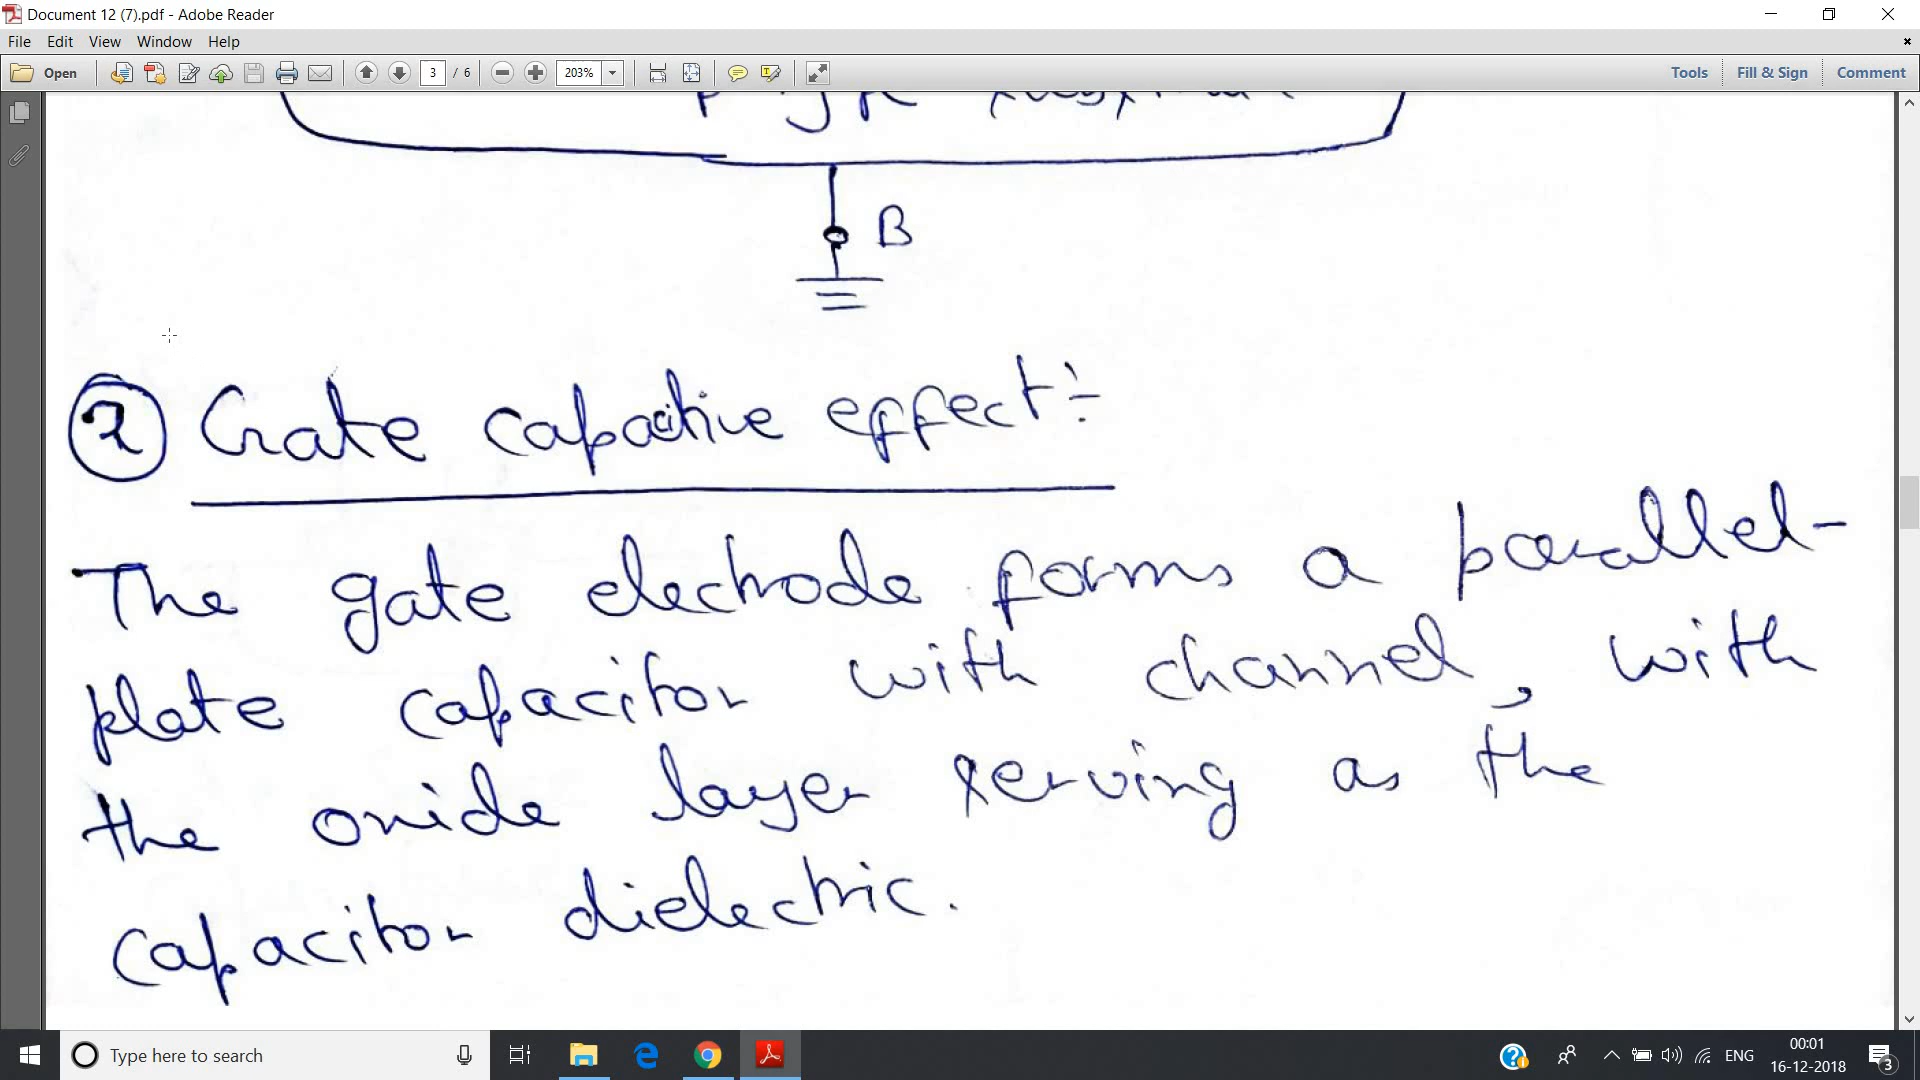 Document 12 (7).pdf - Adobe Reader
File Edit View Window Help
Open 3 / 6 203% Tools Fill & Sign Comment
B
2 Gate capacitive effect:-
The gate electrode forms a parallel-
plate capacitor with channel, with
the oxide layer serving as the
capacitor dielectric.
Type here to search
ENG
00:01
16-12-2018
3